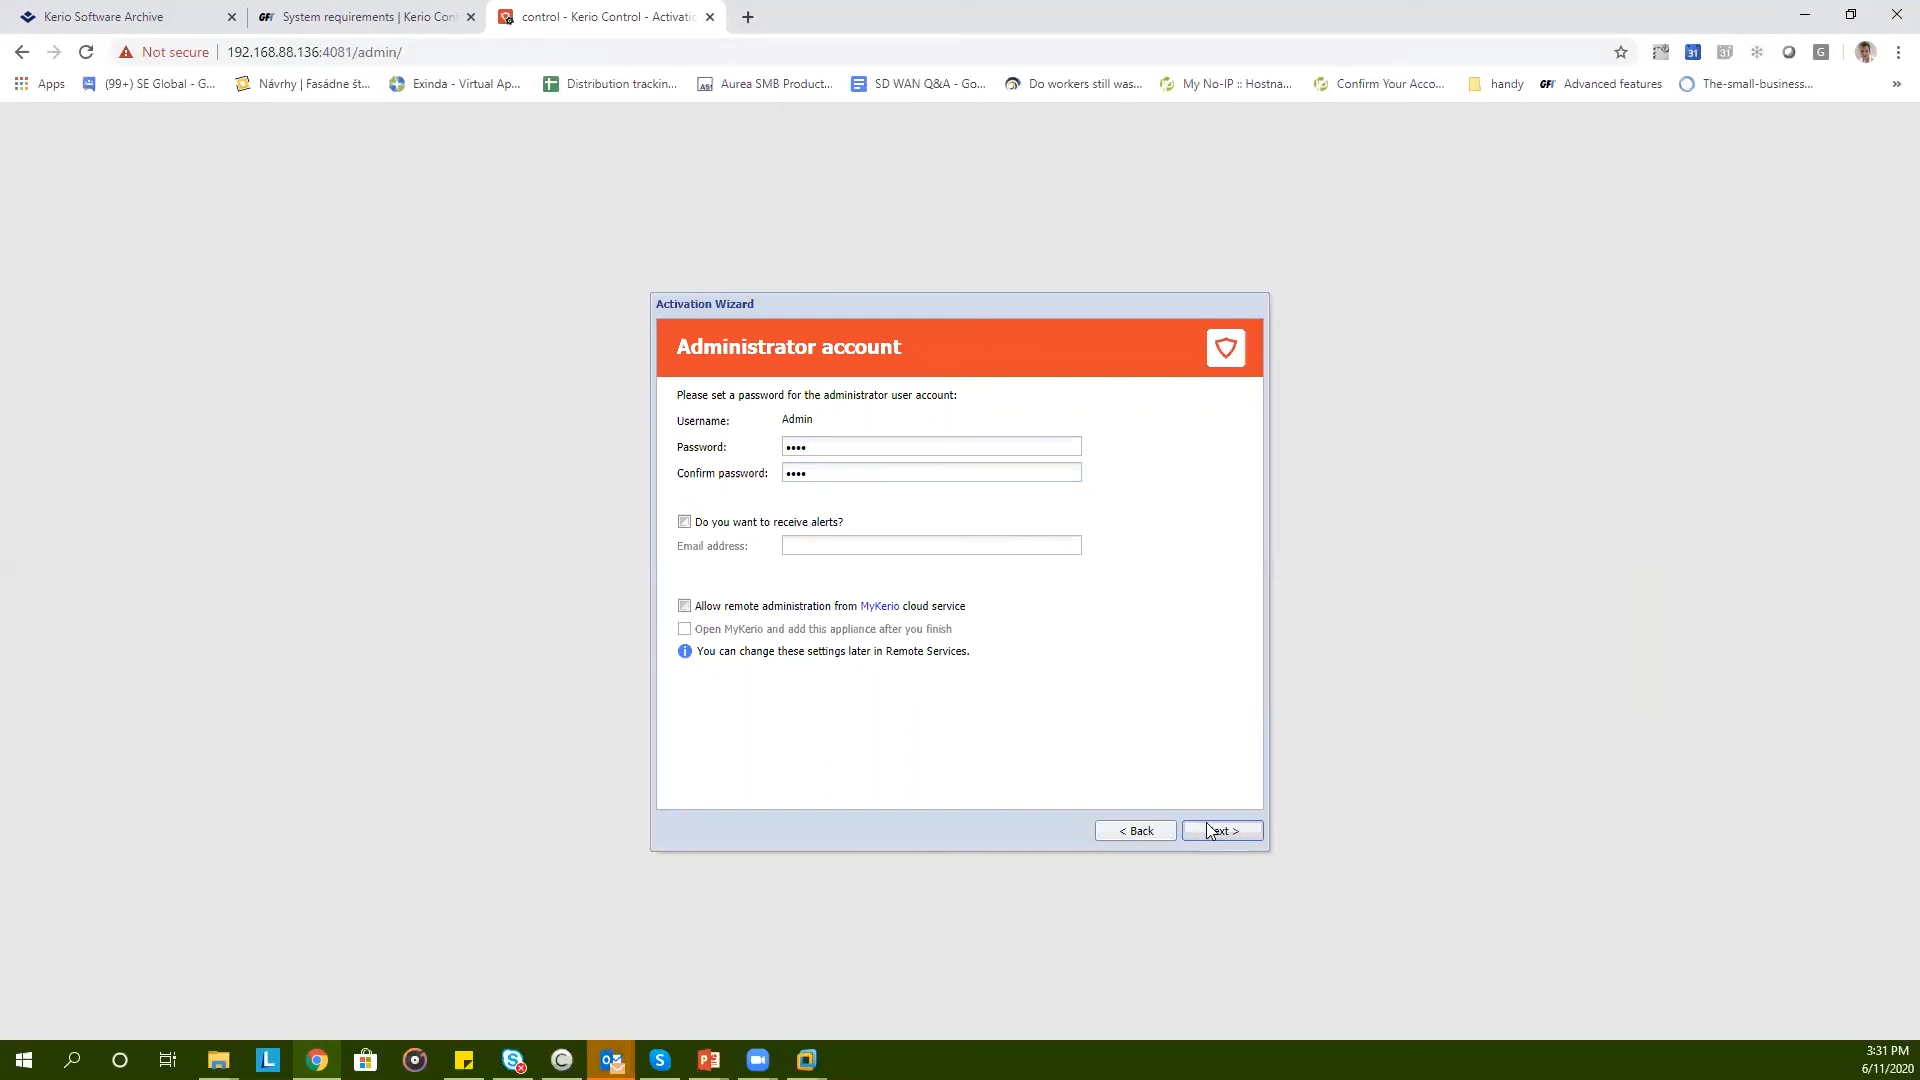 Kerio Software Archive
GFI System requirements | Kerio Con
control - Kerio Control - Activatio
Not secure | 192.168.88.136:4081/admin/
Apps
(99+) SE Global - G...
Návrhy | Fasádne št...
Exinda - Virtual Ap...
Distribution trackin...
Aurea SMB Product...
SD WAN Q&A - Go...
Do workers still was...
My No-IP :: Hostna...
Confirm Your Acco...
handy
GFI Advanced features
The-small-business...
»
Activation Wizard
Administrator account
Please set a password for the administrator user account:
Username: Admin
Password: ••••
Confirm password: ••••
Do you want to receive alerts?
Email address:
Allow remote administration from MyKerio cloud service
Open MyKerio and add this appliance after you finish
You can change these settings later in Remote Services.
< Back
ext >
3:31 PM
6/11/2020